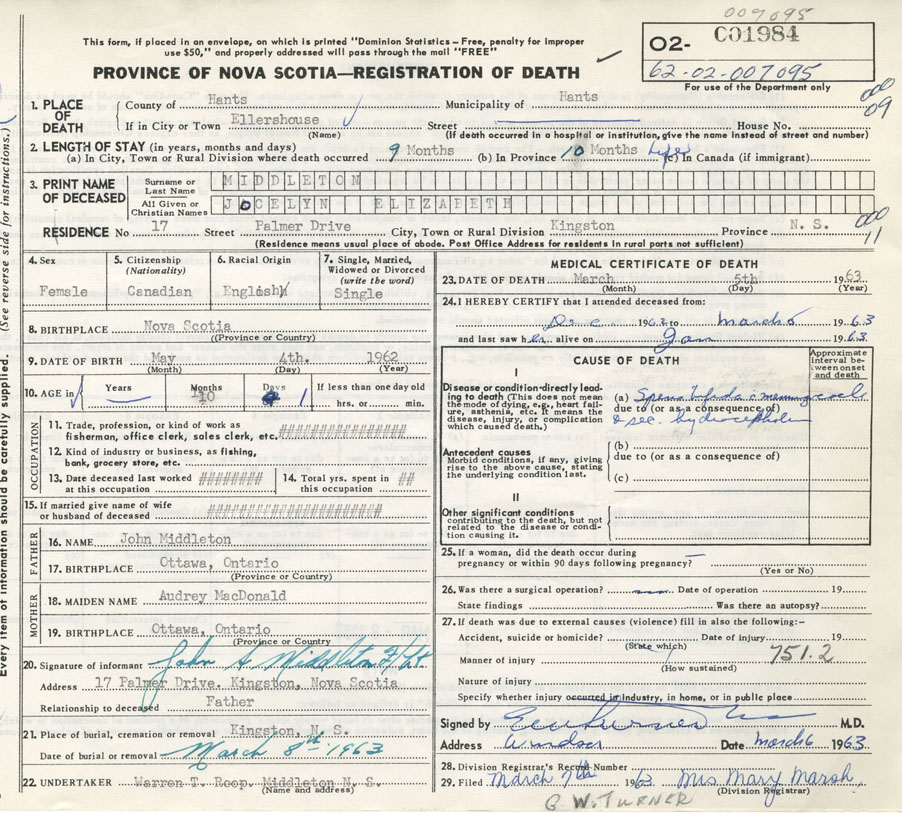 009095
This form, if placed in an envelope, on which is printed "Dominion Statistics - Free, penalty for improper
use $50," and properly addressed will pass through the mail "FREE"
O2- C01984
62-02-007095
For use of the Department only
PROVINCE OF NOVA SCOTIA—REGISTRATION OF DEATH
000
09
1. PLACE OF DEATH County of Hants Municipality of Hants
If in City or Town Ellershouse Street House No.
(Name) (If death occurred in a hospital or institution, give the name instead of street and number)
2. LENGTH OF STAY (in years, months and days)
(a) In City, Town or Rural Division where death occurred 9 Months (b) In Province 10 Months Life (c) In Canada (if immigrant).
3. PRINT NAME OF DECEASED
Surname or Last Name MIDDLETON
All Given or Christian Names JOCELYN ELIZABETH
RESIDENCE No 17 Street Palmer Drive City, Town or Rural Division Kingston Province N. S.
000
11
(Residence means usual place of abode. Post Office Address for residents in rural parts not sufficient)
4. Sex Female
5. Citizenship (Nationality) Canadian
6. Racial Origin English
7. Single, Married, Widowed or Divorced (write the word) Single
8. BIRTHPLACE Nova Scotia
(Province or Country)
9. DATE OF BIRTH May 4th. 1962
(Month) (Day) (Year)
10. AGE in Years Months 10 Days 1 If less than one day old
hrs. or min.
OCCUPATION
11. Trade, profession, or kind of work as
fisherman, office clerk, sales clerk, etc. ################
12. Kind of industry or business, as fishing,
bank, grocery store, etc.
13. Date deceased last worked at this occupation ########
14. Total yrs. spent in this occupation ##
15. If married give name of wife
or husband of deceased ######################
FATHER
16. NAME John Middleton
17. BIRTHPLACE Ottawa, Ontario
(Province or Country)
MOTHER
18. MAIDEN NAME Audrey MacDonald
19. BIRTHPLACE Ottawa, Ontario
(Province or Country)
20. Signature of informant John A Middleton F/Lt
Address 17 Palmer Drive. Kingston, Nova Scotia
Relationship to deceased Father
21. Place of burial, cremation or removal Kingston, N. S.
Date of burial or removal March 8th 1963
22. UNDERTAKER Warren T. Roop. Middleton N. S.
(Name and address)
MEDICAL CERTIFICATE OF DEATH
23. DATE OF DEATH March 5th 1963
(Month) (Day) (Year)
24. I HEREBY CERTIFY that I attended deceased from:
Dec 1963 to March 5 1963
and last saw her alive on Jan 1963
CAUSE OF DEATH
Approximate interval between onset and death
I
Disease or condition-directly leading to death (This does not mean the mode of dying, e.g., heart failure, asthenia, etc. It means the disease, injury, or complication which caused death.)
(a) Spina bifida c meningocele
due to (or as a consequence of)
& sec. hydrocephalus
Antecedent causes
Morbid conditions, if any, giving rise to the above cause, stating the underlying condition last.
(b)
due to (or as a consequence of)
(c)
II
Other significant conditions
contributing to the death, but not related to the disease or condition causing it.
25. If a woman, did the death occur during
pregnancy or within 90 days following pregnancy? —
(Yes or No)
26. Was there a surgical operation? Date of operation 19
State findings Was there an autopsy?
27. If death was due to external causes (violence) fill in also the following:-
Accident, suicide or homicide? Date of injury 19
(State which)
751.2
Manner of injury
(How sustained)
Nature of injury
Specify whether injury occurred in industry, in home, or in public place
Signed by M.D.
Address Windsor Date March 6 1963
28. Division Registrar's Record Number
29. Filed March 7th 1963 Mrs Mary Marsh
(Division Registrar)
G. W. TURNER
Every item of information should be carefully supplied. (See reverse side for instructions.)